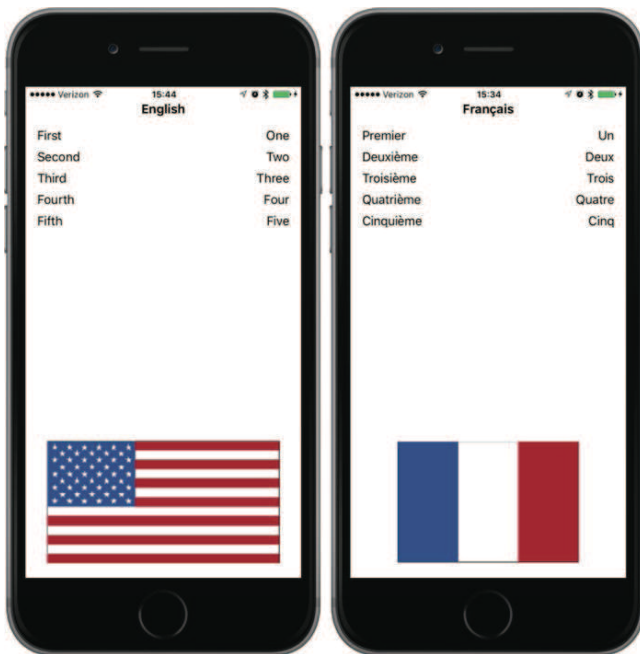 Verizon 15:44
English
First One
Second Two
Third Three
Fourth Four
Fifth Five
Verizon 15:34
Français
Premier Un
Deuxième Deux
Troisième Trois
Quatrième Quatre
Cinquième Cinq